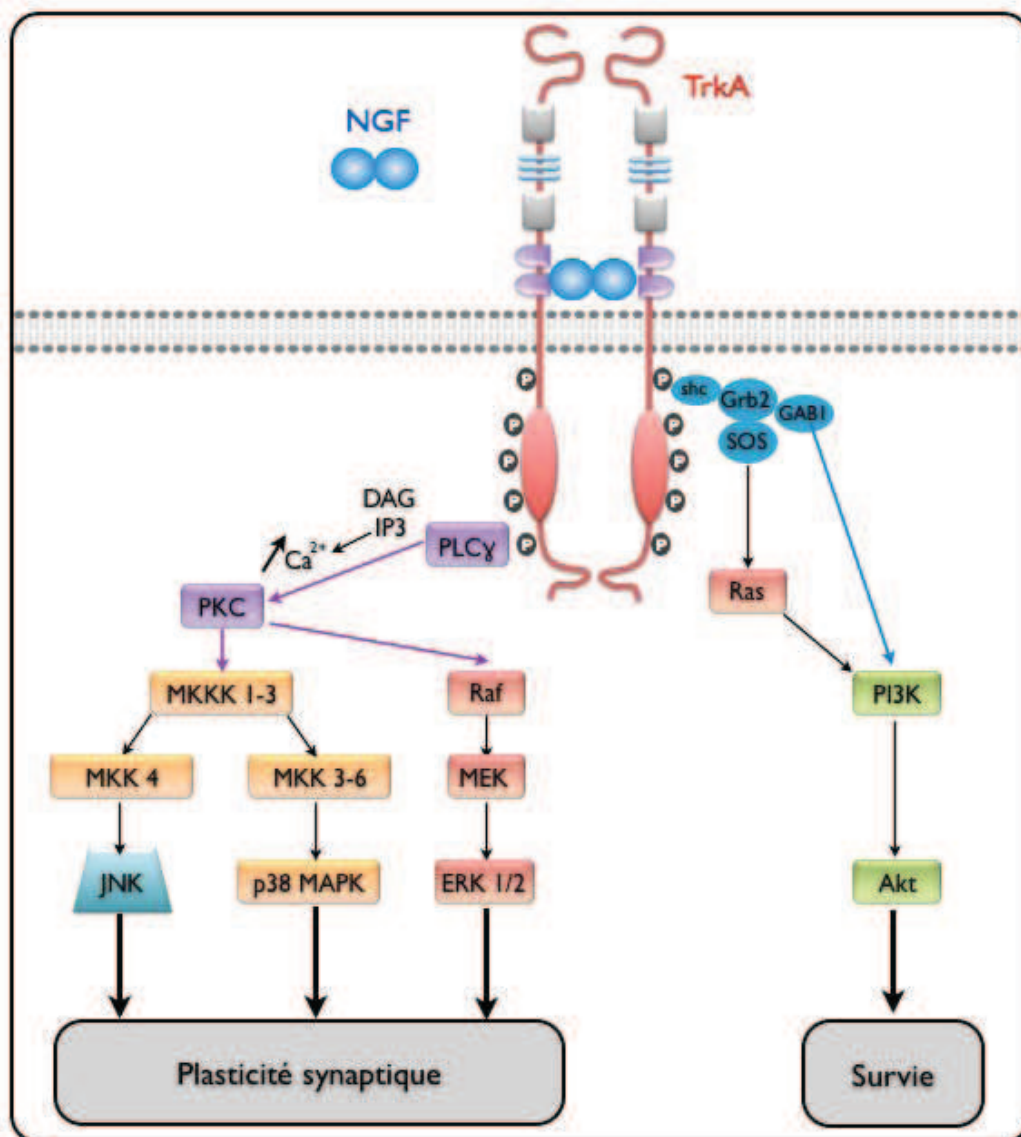 TrkA
NGF
P
P
shc
Grb2
GAB1
SOS
P
P
P
P
P
P
P
P
DAG
IP3
Ca2+
PLCɣ
PKC
Ras
MKKK 1-3
Raf
PI3K
MKK 4
MKK 3-6
MEK
JNK
p38 MAPK
ERK 1/2
Akt
Plasticité synaptique
Survie